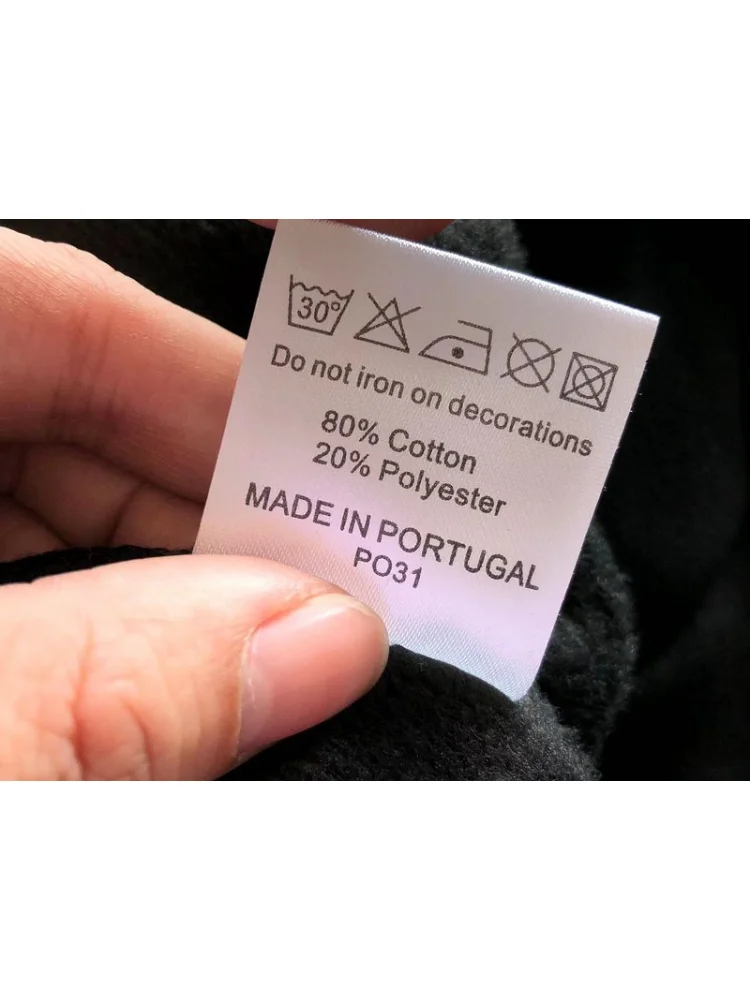 30°
Do not iron on decorations
80% Cotton
20% Polyester
MADE IN PORTUGAL
PO31